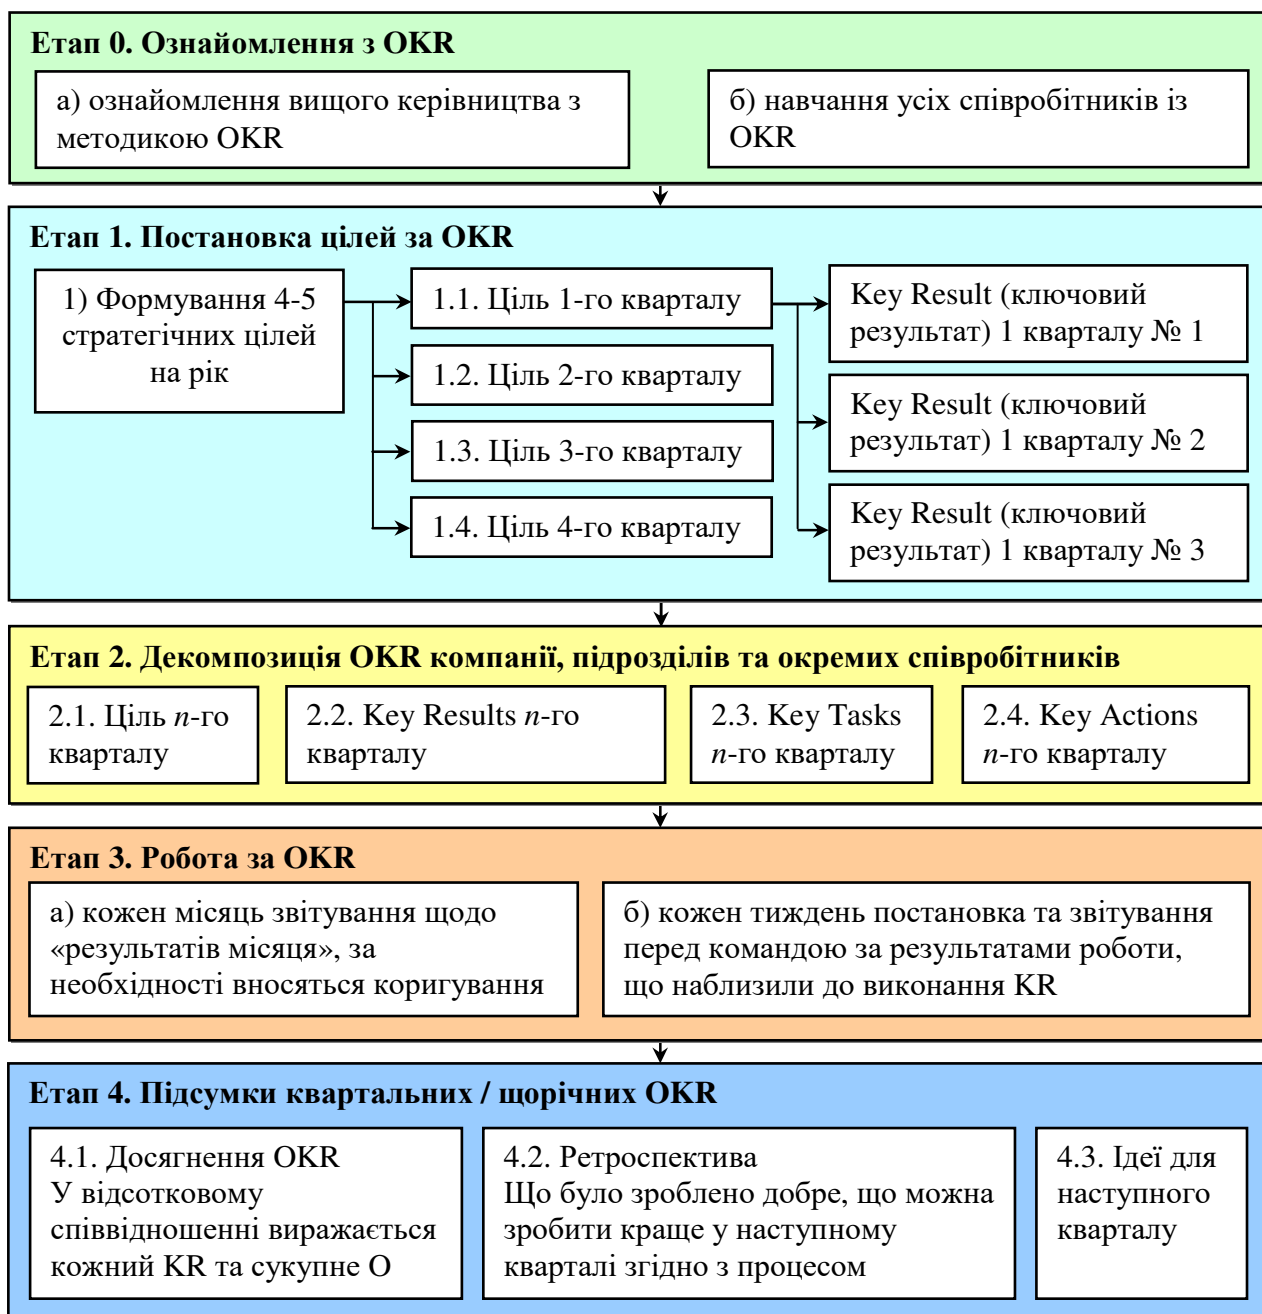 Етап 0. Ознайомлення з OKR
а) ознайомлення вищого керівництва з
методикою OKR
б) навчання усіх співробітників із
OKR
Етап 1. Постановка цілей за OKR
1) Формування 4-5
стратегічних цілей
на рік
1.1. Ціль 1-го кварталу
1.2. Ціль 2-го кварталу
1.3. Ціль 3-го кварталу
1.4. Ціль 4-го кварталу
Key Result (ключовий
результат) 1 кварталу № 1
Key Result (ключовий
результат) 1 кварталу № 2
Key Result (ключовий
результат) 1 кварталу № 3
Етап 2. Декомпозиція OKR компанії, підрозділів та окремих співробітників
2.1. Ціль n-го
кварталу
2.2. Key Results n-го
кварталу
2.3. Key Tasks
n-го кварталу
2.4. Key Actions
n-го кварталу
Етап 3. Робота за OKR
а) кожен місяць звітування щодо
«результатів місяця», за
необхідності вносяться коригування
б) кожен тиждень постановка та звітування
перед командою за результатами роботи,
що наблизили до виконання KR
Етап 4. Підсумки квартальних / щорічних OKR
4.1. Досягнення OKR
У відсотковому
співвідношенні виражається
кожний KR та сукупне О
4.2. Ретроспектива
Що було зроблено добре, що можна
зробити краще у наступному
кварталі згідно з процесом
4.3. Ідеї для
наступного
кварталу